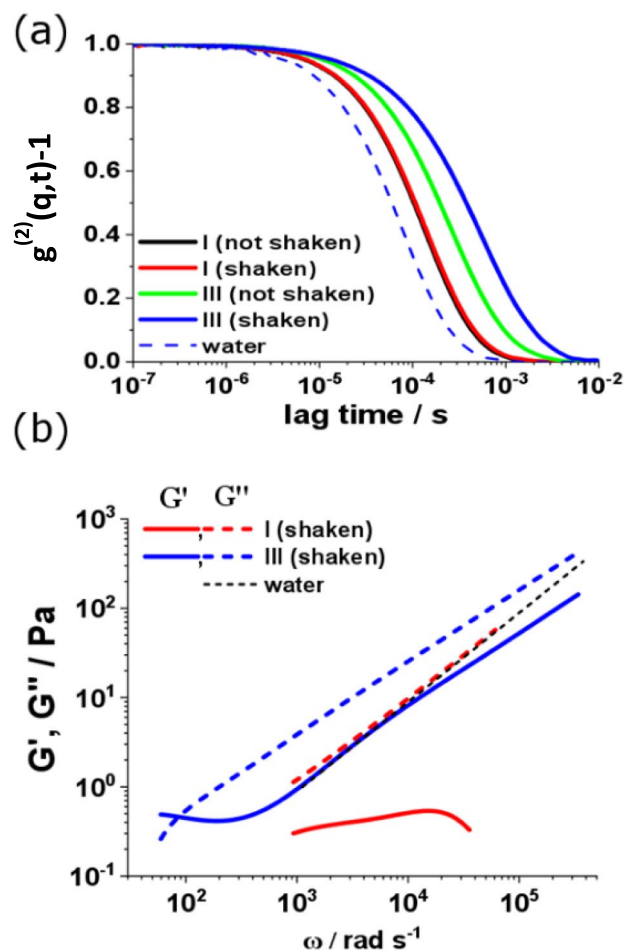 (a)
g(2)(q,t)-1
1.0
0.8
0.6
0.4
0.2
0.0
I (not shaken)
I (shaken)
III (not shaken)
III (shaken)
water
10-7 10-6 10-5 10-4 10-3 10-2
lag time / s
(b)
G' G''
, I (shaken)
, III (shaken)
water
G', G'' / Pa
103
102
101
100
10-1
102 103 104 105
ω / rad s-1